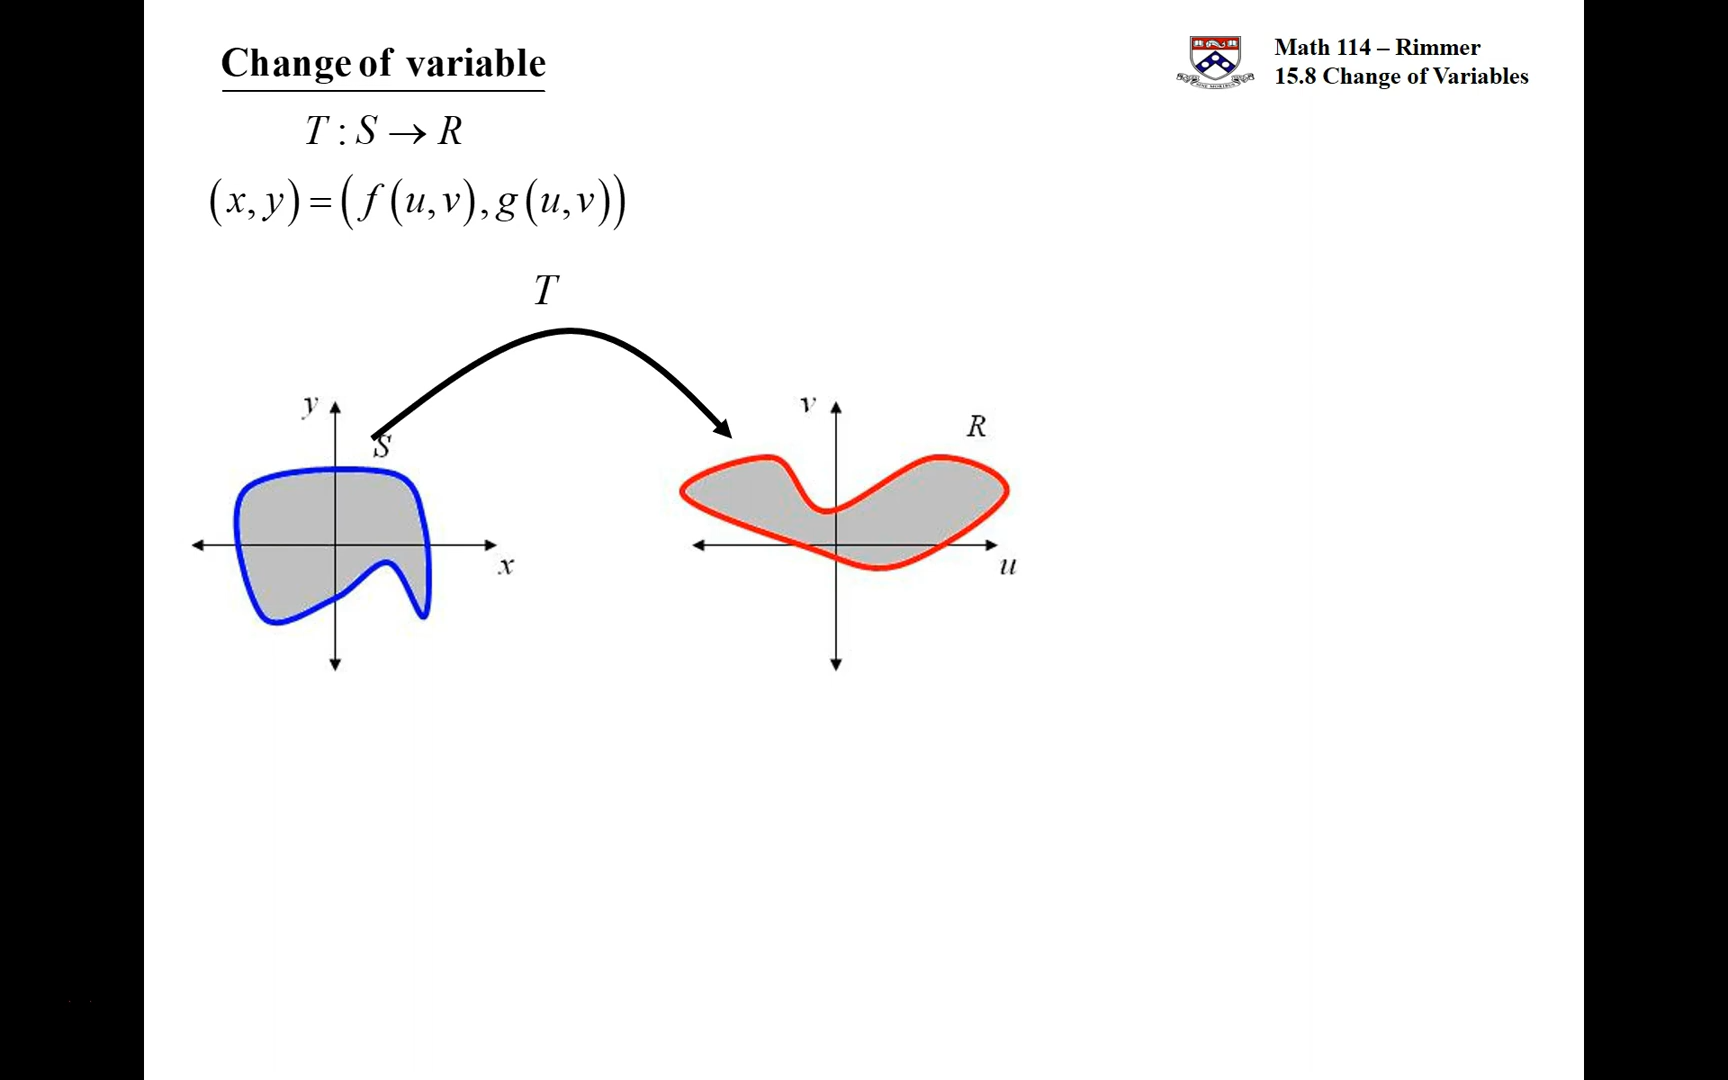 Change of variable
Math 114 – Rimmer
15.8 Change of Variables
T : S → R
(x, y) = (f(u, v), g(u, v))
T
y
S
x
v
R
u